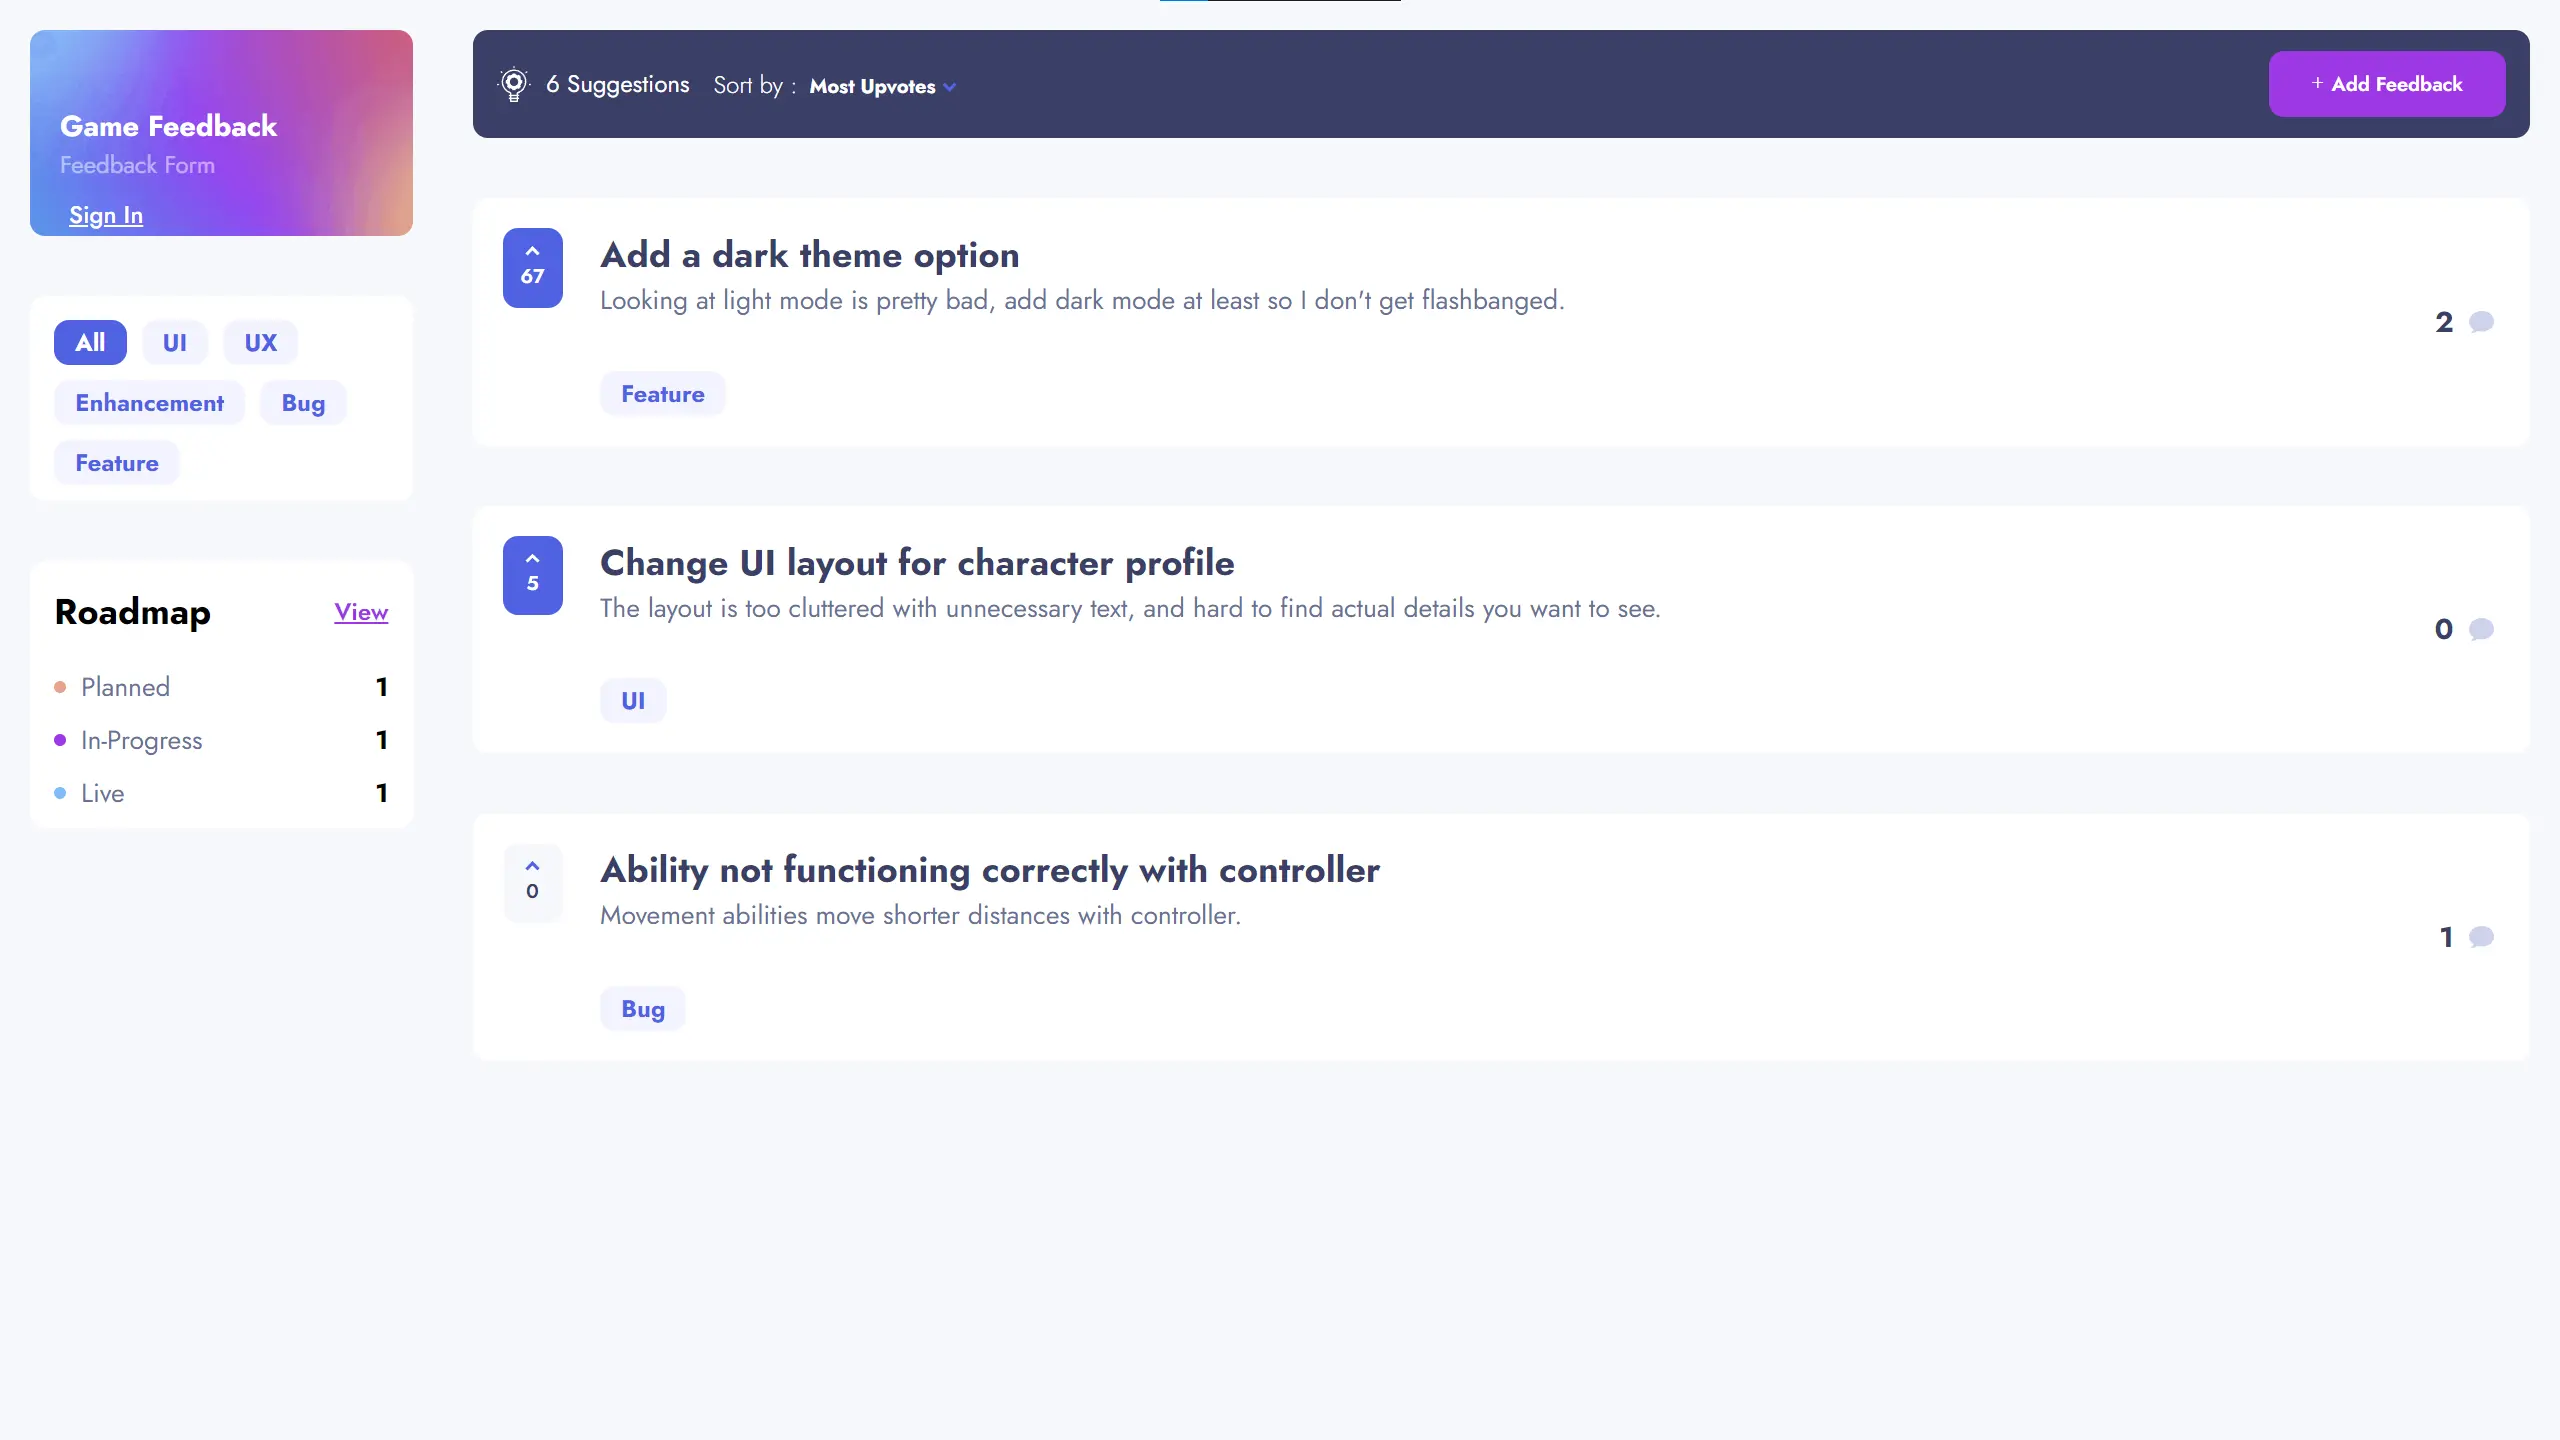 Game Feedback
Feedback Form
Sign In
All UI UX
Enhancement Bug
Feature
Roadmap View
Planned 1
In-Progress 1
Live 1
6 Suggestions Sort by : Most Upvotes + Add Feedback
67
Add a dark theme option
Looking at light mode is pretty bad, add dark mode at least so I don't get flashbanged.
2
Feature
5
Change UI layout for character profile
The layout is too cluttered with unnecessary text, and hard to find actual details you want to see.
0
UI
0
Ability not functioning correctly with controller
Movement abilities move shorter distances with controller.
1
Bug